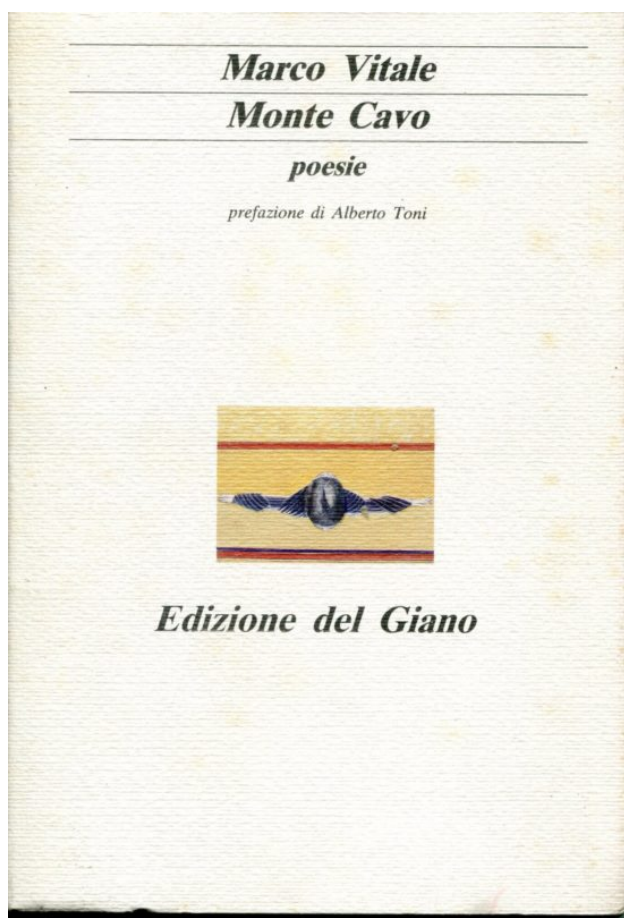 Marco Vitale
Monte Cavo
poesie
prefazione di Alberto Toni
Edizione del Giano